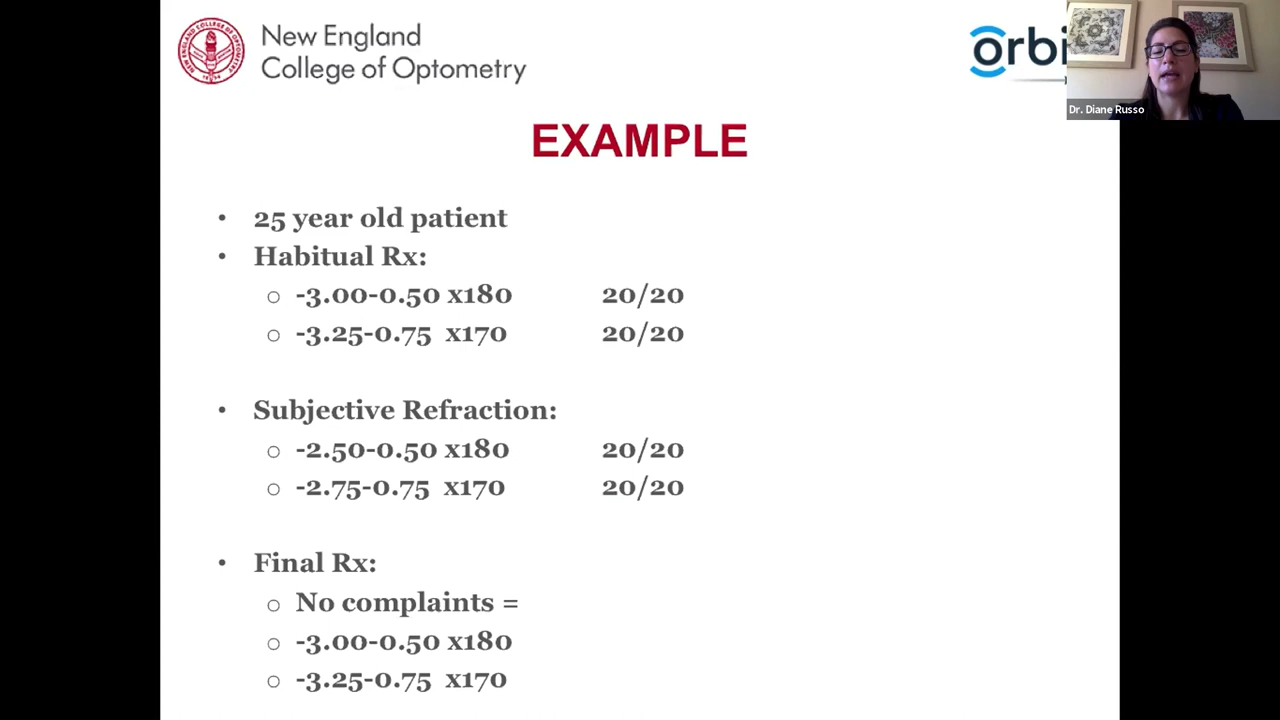 New England
College of Optometry
orbi
Dr. Diane Russo
EXAMPLE
• 25 year old patient
• Habitual Rx:
○ -3.00-0.50 x180 20/20
○ -3.25-0.75 x170 20/20
• Subjective Refraction:
○ -2.50-0.50 x180 20/20
○ -2.75-0.75 x170 20/20
• Final Rx:
○ No complaints =
○ -3.00-0.50 x180
○ -3.25-0.75 x170